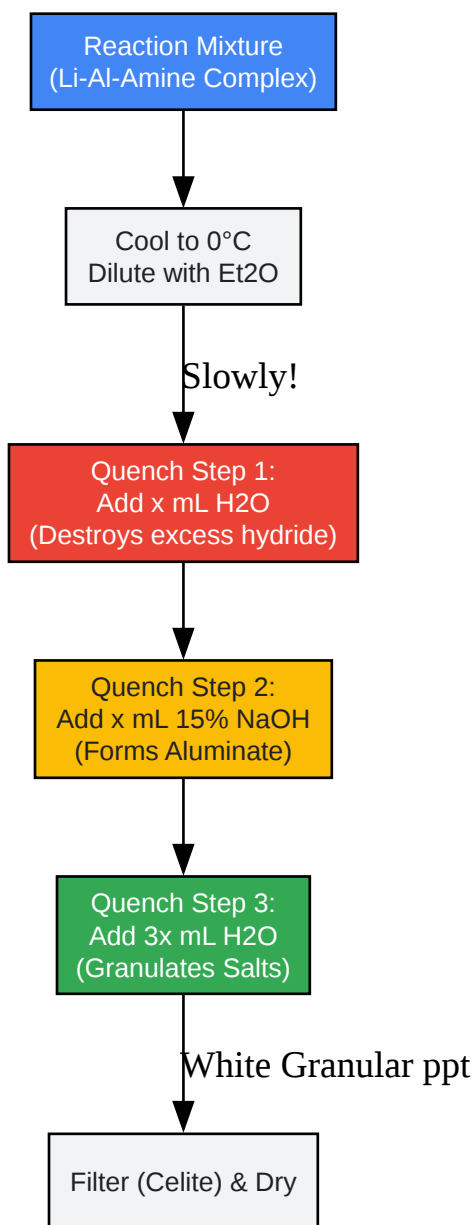 Reaction Mixture
(Li-Al-Amine Complex)
Cool to 0°C
Dilute with Et2O
Slowly!
Quench Step 1:
Add x mL H2O
(Destroys excess hydride)
Quench Step 2:
Add x mL 15% NaOH
(Forms Aluminate)
Quench Step 3:
Add 3x mL H2O
(Granulates Salts)
White Granular ppt
Filter (Celite) & Dry